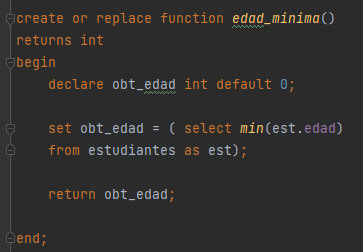 create or replace function edad_minima()
returns int
begin
    declare obt_edad int default 0;
    set obt_edad = ( select min(est.edad)
    from estudiantes as est);
    return obt_edad;
end;